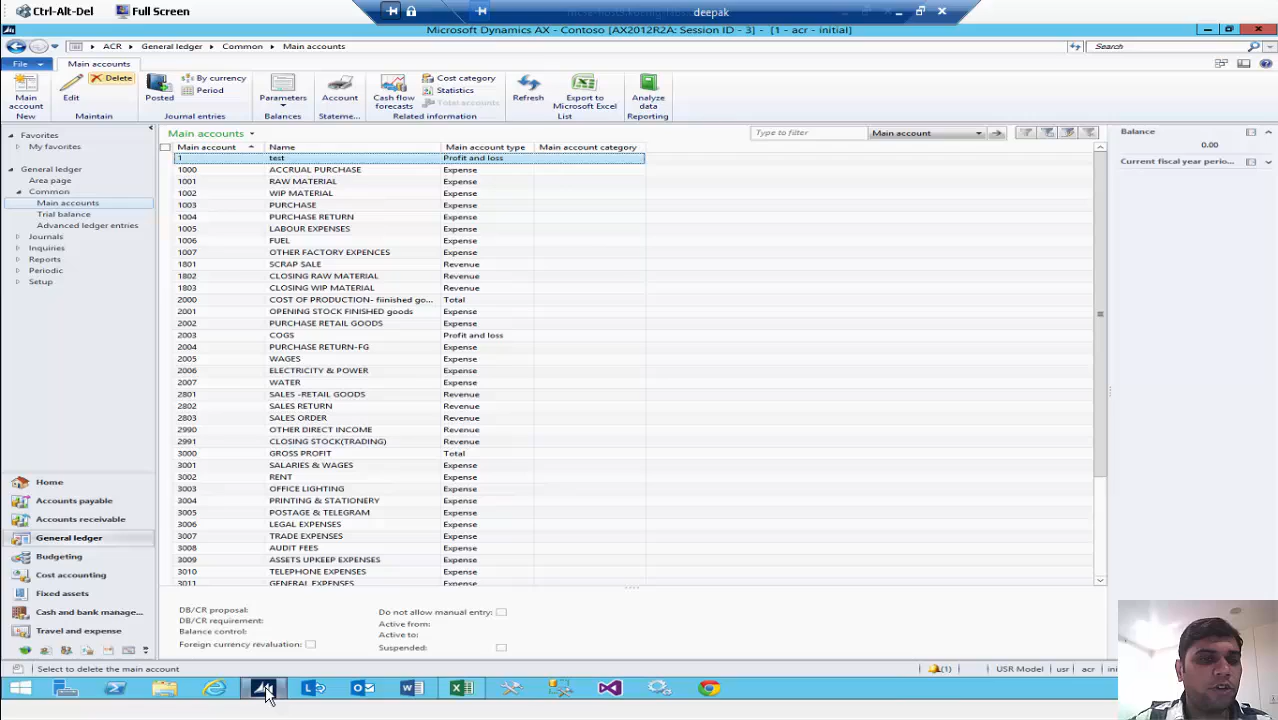 Ctrl-Alt-Del Full Screen
deepak
Microsoft Dynamics AX - Contoso [AX2012R2A: Session ID - 3] - [1 - acr - initial]
ACR General ledger Common Main accounts
Search
File Main accounts
Main account
New
Edit
Delete
Maintain
Posted
By currency
Period
Journal entries
Parameters
Balances
Account
Stateme...
Cash flow forecasts
Cost category
Statistics
Total accounts
Related information
Refresh
Export to Microsoft Excel
List
Analyze data
Reporting
Favorites
My favorites
General ledger
Area page
Common
Main accounts
Trial balance
Advanced ledger entries
Journals
Inquiries
Reports
Periodic
Setup
Home
Accounts payable
Accounts receivable
General ledger
Budgeting
Cost accounting
Fixed assets
Cash and bank manage...
Travel and expense
Main accounts
Type to filter
Main account
Main account Name Main account type Main account category
1 test Profit and loss
1000 ACCRUAL PURCHASE Expense
1001 RAW MATERIAL Expense
1002 WIP MATERIAL Expense
1003 PURCHASE Expense
1004 PURCHASE RETURN Expense
1005 LABOUR EXPENSES Expense
1006 FUEL Expense
1007 OTHER FACTORY EXPENCES Expense
1801 SCRAP SALE Revenue
1802 CLOSING RAW MATERIAL Revenue
1803 CLOSING WIP MATERIAL Revenue
2000 COST OF PRODUCTION- fiinished go... Total
2001 OPENING STOCK FINISHED goods Expense
2002 PURCHASE RETAIL GOODS Expense
2003 COGS Profit and loss
2004 PURCHASE RETURN-FG Expense
2005 WAGES Expense
2006 ELECTRICITY & POWER Expense
2007 WATER Expense
2801 SALES -RETAIL GOODS Revenue
2802 SALES RETURN Revenue
2803 SALES ORDER Revenue
2990 OTHER DIRECT INCOME Revenue
2991 CLOSING STOCK(TRADING) Revenue
3000 GROSS PROFIT Total
3001 SALARIES & WAGES Expense
3002 RENT Expense
3003 OFFICE LIGHTING Expense
3004 PRINTING & STATIONERY Expense
3005 POSTAGE & TELEGRAM Expense
3006 LEGAL EXPENSES Expense
3007 TRADE EXPENSES Expense
3008 AUDIT FEES Expense
3009 ASSETS UPKEEP EXPENSES Expense
3010 TELEPHONE EXPENSES Expense
3011 GENERAL EXPENSES Expense
DB/CR proposal:
DB/CR requirement:
Balance control:
Foreign currency revaluation:
Do not allow manual entry:
Active from:
Active to:
Suspended:
Balance
0.00
Current fiscal year perio...
Select to delete the main account
(1) USR Model usr acr ini